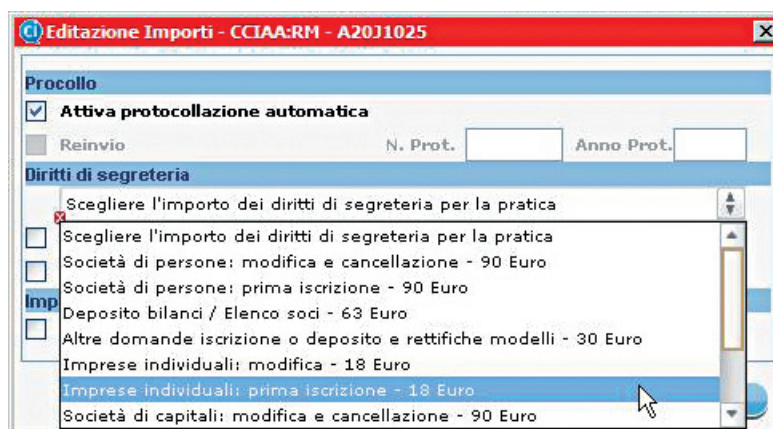 Ci Editazione Importi - CCIAA:RM - A20J1025
Procollo
Attiva protocollazione automatica
Reinvio N. Prot. Anno Prot.
Diritti di segreteria
Scegliere l'importo dei diritti di segreteria per la pratica
Scegliere l'importo dei diritti di segreteria per la pratica
Società di persone: modifica e cancellazione - 90 Euro
Società di persone: prima iscrizione - 90 Euro
Imp
Deposito bilanci / Elenco soci - 63 Euro
Altre domande iscrizione o deposito e rettifiche modelli - 30 Euro
Imprese individuali: modifica - 18 Euro
Imprese individuali: prima iscrizione - 18 Euro
Società di capitali: modifica e cancellazione - 90 Euro